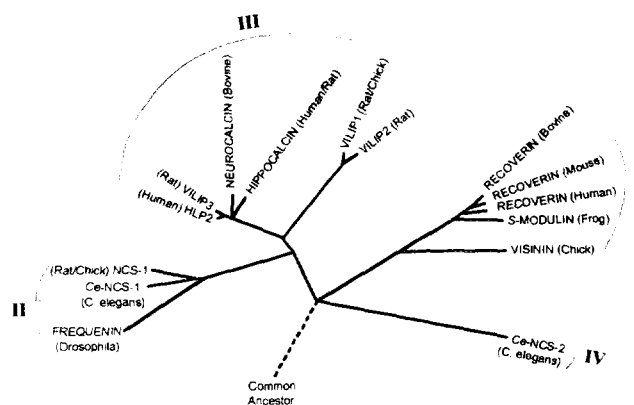 III
NEUROCALCIN (Bovine)
HIPPOCALCIN (Human/Rat)
VILIP1 (Rat/Chick)
VILIP2 (Rat)
(Rat) VILIP3
(Human) HLP2
RECOVERIN (Bovine)
RECOVERIN (Mouse)
RECOVERIN (Human)
S-MODULIN (Frog)
VISININ (Chick)
II
(Rat/Chick) NCS-1
Ce-NCS-1
(C. elegans)
FREQUENIN
(Drosophila)
Ce-NCS-2
(C. elegans)
IV
Common
Ancestor